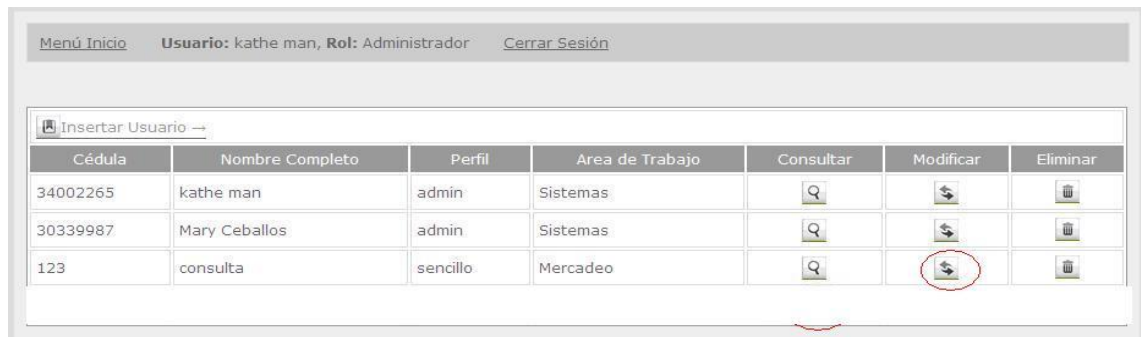 Menú Inicio Usuario: kathe man, Rol: Administrador Cerrar Sesión
Insertar Usuario →
Cédula Nombre Completo Perfil Area de Trabajo Consultar Modificar Eliminar
34002265 kathe man admin Sistemas
30339987 Mary Ceballos admin Sistemas
123 consulta sencillo Mercadeo